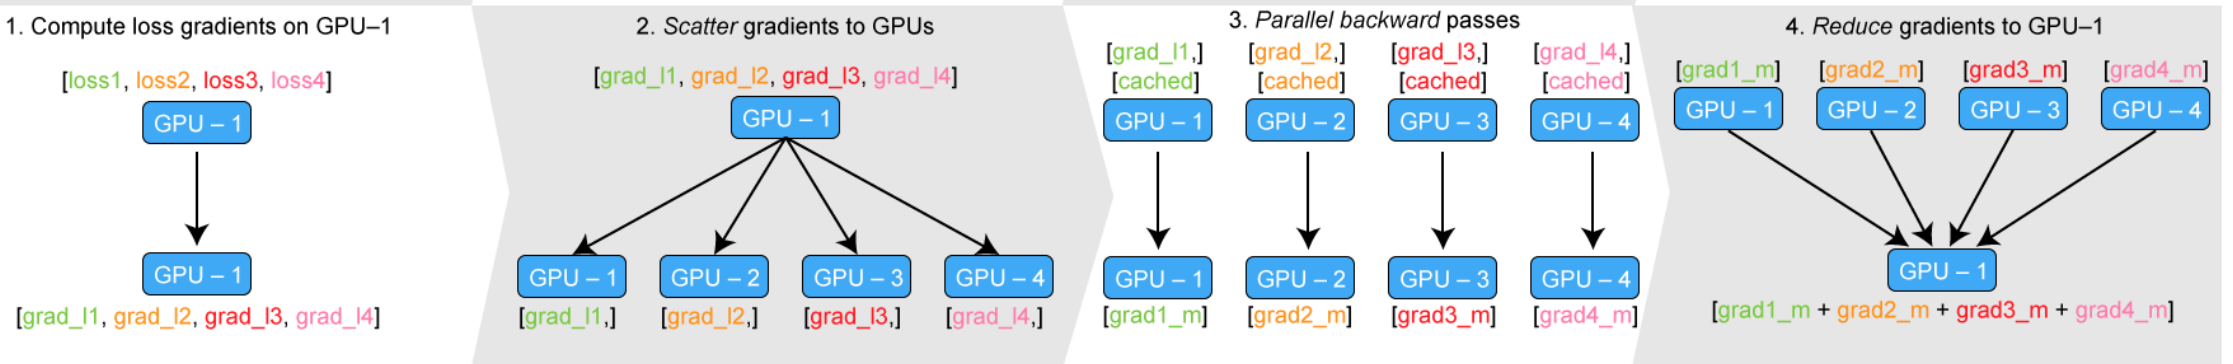 1. Compute loss gradients on GPU–1
[loss1, loss2, loss3, loss4]
GPU – 1
GPU – 1
[grad_l1, grad_l2, grad_l3, grad_l4]
2. Scatter gradients to GPUs
[grad_l1, grad_l2, grad_l3, grad_l4]
GPU – 1
GPU – 1 GPU – 2 GPU – 3 GPU – 4
[grad_l1,] [grad_l2,] [grad_l3,] [grad_l4,]
3. Parallel backward passes
[grad_l1,] [grad_l2,] [grad_l3,] [grad_l4,]
[cached] [cached] [cached] [cached]
GPU – 1 GPU – 2 GPU – 3 GPU – 4
GPU – 1 GPU – 2 GPU – 3 GPU – 4
[grad1_m] [grad2_m] [grad3_m] [grad4_m]
4. Reduce gradients to GPU–1
[grad1_m] [grad2_m] [grad3_m] [grad4_m]
GPU – 1 GPU – 2 GPU – 3 GPU – 4
GPU – 1
[grad1_m + grad2_m + grad3_m + grad4_m]